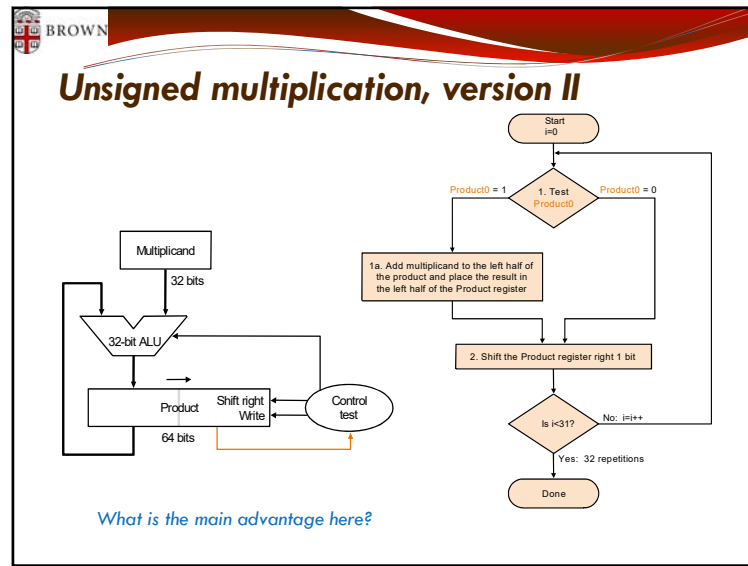 BROWN
Unsigned multiplication, version II
Start
i=0
Product0 = 1
1. Test
Product0
Product0 = 0
1a. Add multiplicand to the left half of
the product and place the result in
the left half of the Product register
2. Shift the Product register right 1 bit
Is i<31?
No: i=i++
Yes: 32 repetitions
Done
Multiplicand
32 bits
32-bit ALU
Product
Shift right
Write
64 bits
Control
test
What is the main advantage here?